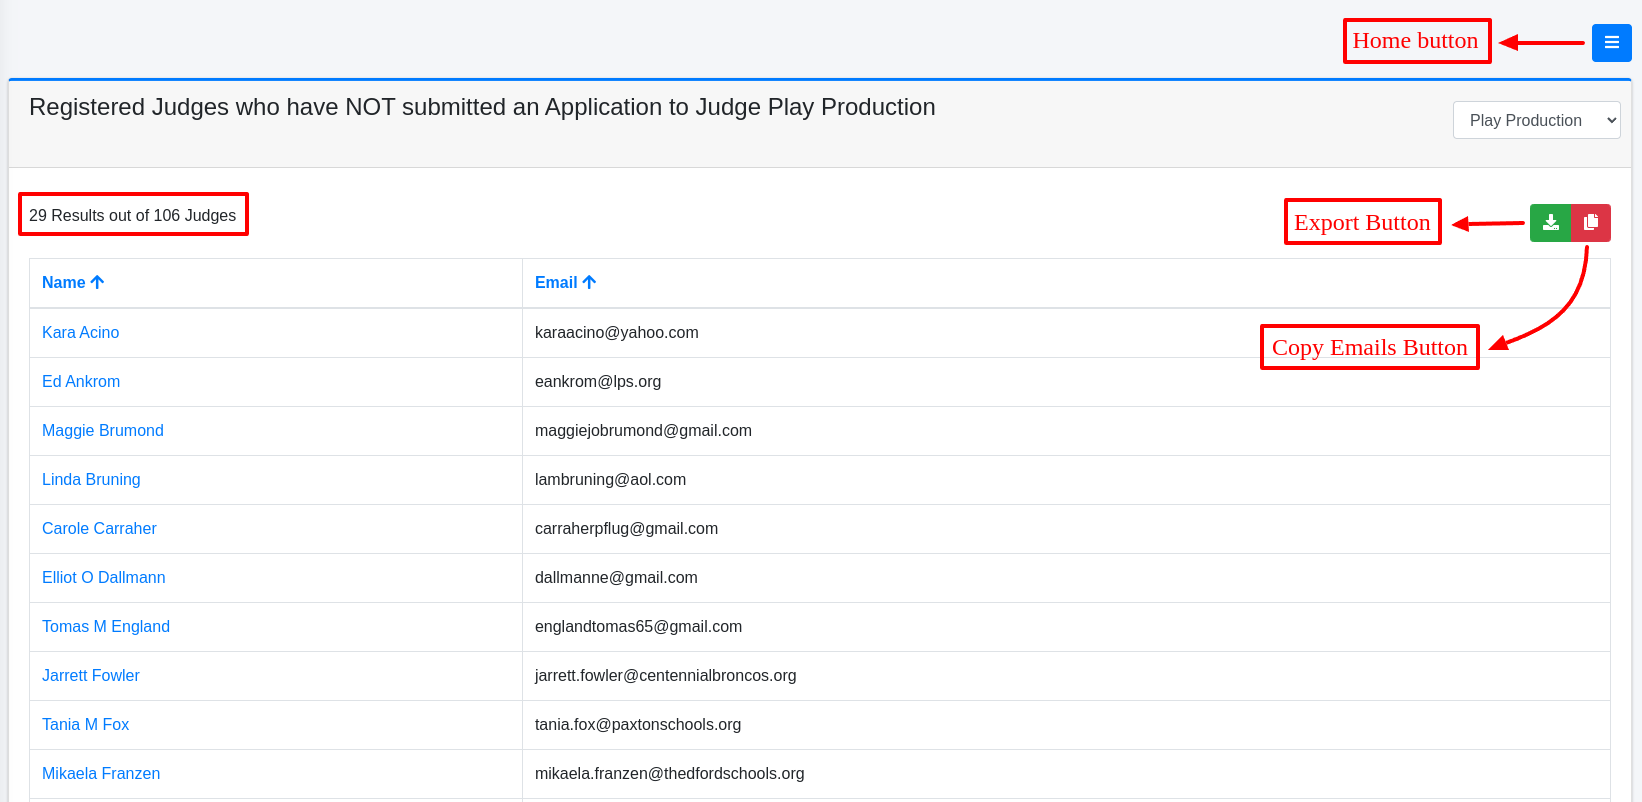 Home button
Registered Judges who have NOT submitted an Application to Judge Play Production
Play Production
29 Results out of 106 Judges
Export Button
Name Email
Kara Acino karaacino@yahoo.com
Copy Emails Button
Ed Ankrom eankrom@lps.org
Maggie Brumond maggiejobrumond@gmail.com
Linda Bruning lambruning@aol.com
Carole Carraher carraherpflug@gmail.com
Elliot O Dallmann dallmanne@gmail.com
Tomas M England englandtomas65@gmail.com
Jarrett Fowler jarrett.fowler@centennialbroncos.org
Tania M Fox tania.fox@paxtonschools.org
Mikaela Franzen mikaela.franzen@thedfordschools.org